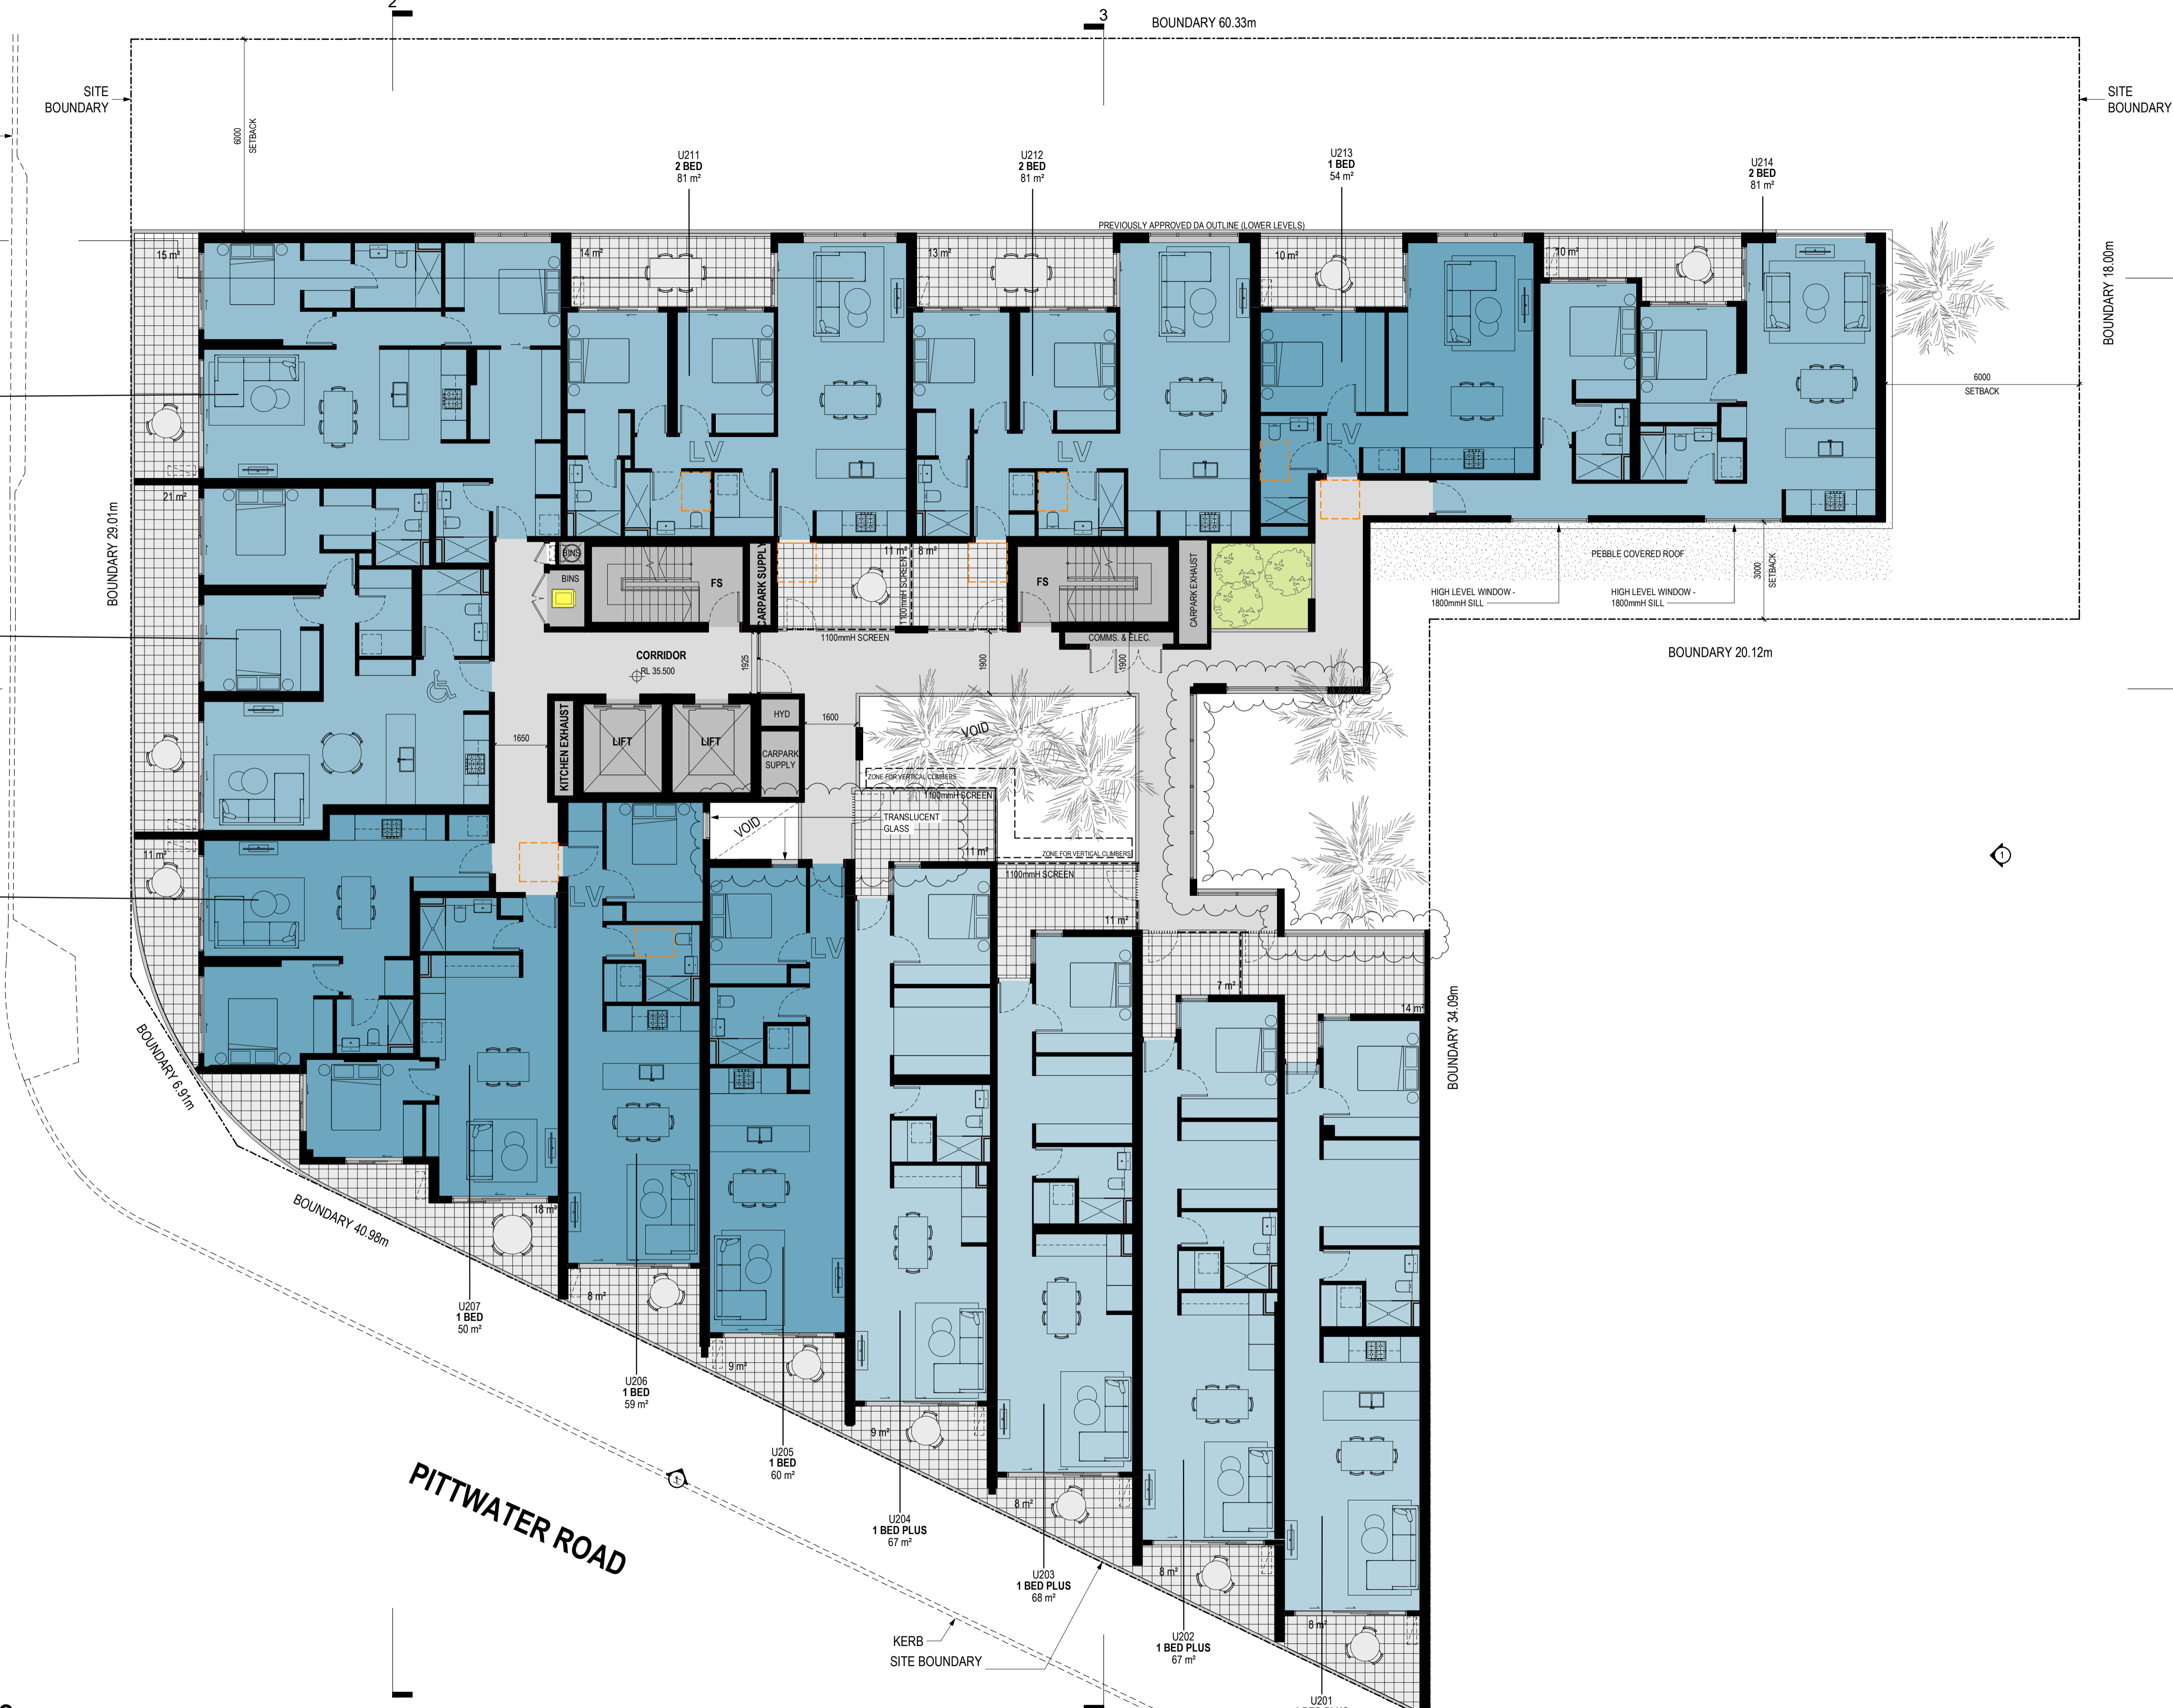 2
3
BOUNDARY 60.33m
SITE
BOUNDARY
SITE
BOUNDARY
6000
SETBACK
U211
2 BED
81 m²
U212
2 BED
81 m²
U213
1 BED
54 m²
U214
2 BED
81 m²
PREVIOUSLY APPROVED DA OUTLINE (LOWER LEVELS)
BOUNDARY 18.00m
15 m²
14 m²
13 m²
10 m²
10 m²
6000
SETBACK
LV
LV
LV
21 m²
BOUNDARY 29.01m
BINS
BINS
FS
CARPARK SUPPLY
11 m²
8 m²
1100mmH SCREEN
FS
CARPARK EXHAUST
PEBBLE COVERED ROOF
3000
SETBACK
HIGH LEVEL WINDOW -
1800mmH SILL
HIGH LEVEL WINDOW -
1800mmH SILL
1100mmH SCREEN
COMMS. & ELEC.
CORRIDOR
RL 35.500
1925
1900
1900
BOUNDARY 20.12m
KITCHEN EXHAUST
LIFT
LIFT
HYD
CARPARK
SUPPLY
1650
1600
VOID
ZONE FOR VERTICAL CLIMBERS
1100mmH SCREEN
VOID
TRANSLUCENT
GLASS
11 m²
ZONE FOR VERTICAL CLIMBERS
11 m²
1100mmH SCREEN
1
LV
11 m²
LV
7 m²
14 m²
BOUNDARY 34.09m
BOUNDARY 6.91m
BOUNDARY 40.98m
18 m²
8 m²
9 m²
9 m²
8 m²
8 m²
8 m²
U207
1 BED
50 m²
U206
1 BED
59 m²
U205
1 BED
60 m²
U204
1 BED PLUS
67 m²
U203
1 BED PLUS
68 m²
U202
1 BED PLUS
67 m²
U201
PITTWATER ROAD
1
KERB
SITE BOUNDARY